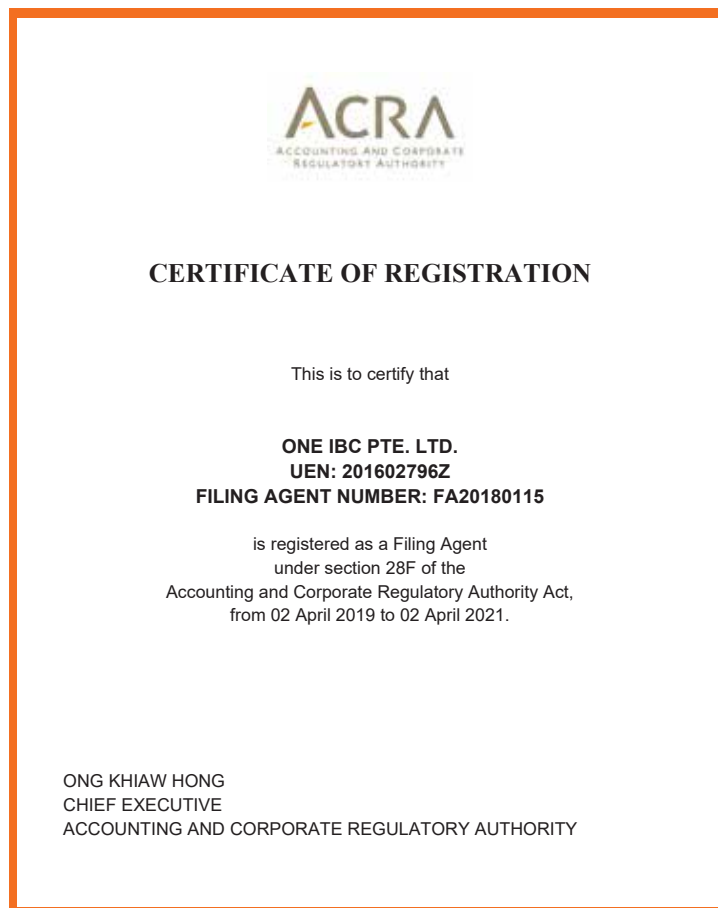 ACRA
ACCOUNTING AND CORPORATE
REGULATORY AUTHORITY
CERTIFICATE OF REGISTRATION
This is to certify that
ONE IBC PTE. LTD.
UEN: 201602796Z
FILING AGENT NUMBER: FA20180115
is registered as a Filing Agent
under section 28F of the
Accounting and Corporate Regulatory Authority Act,
from 02 April 2019 to 02 April 2021.
ONG KHIAW HONG
CHIEF EXECUTIVE
ACCOUNTING AND CORPORATE REGULATORY AUTHORITY